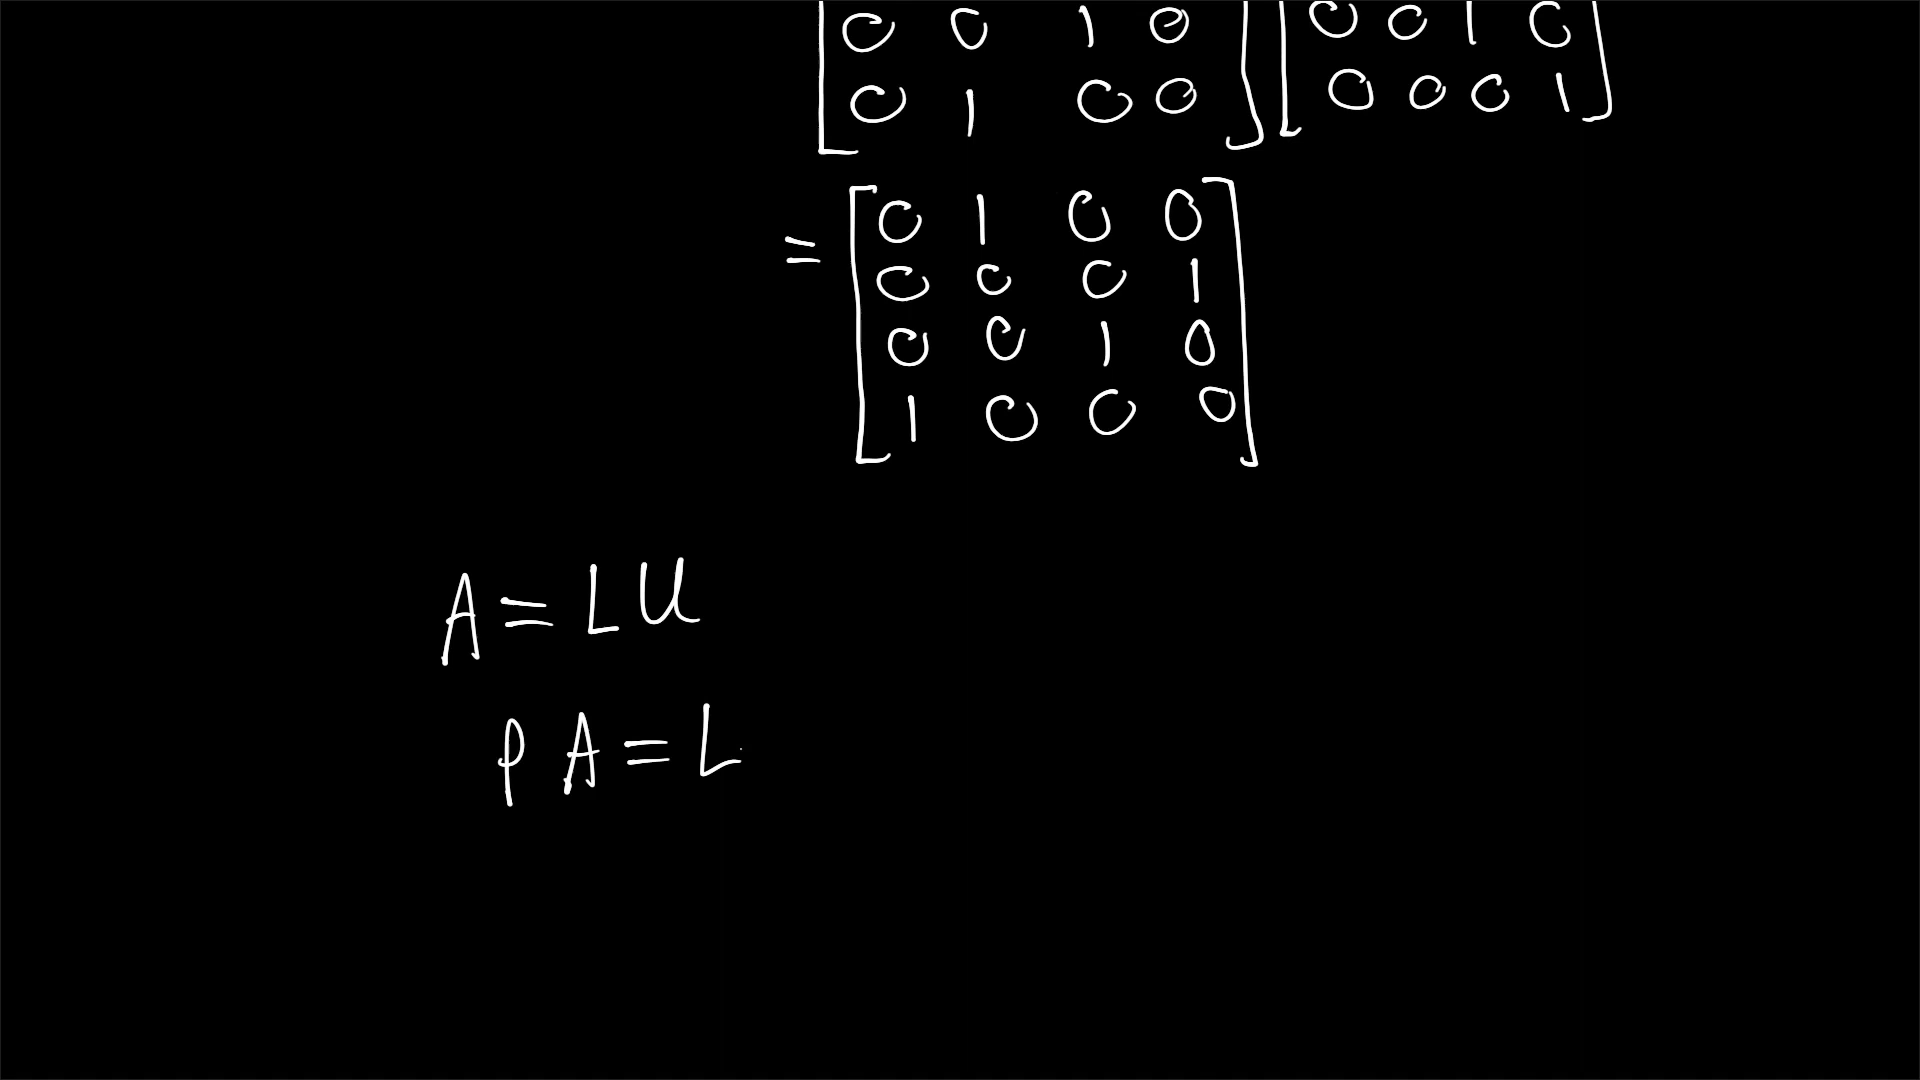 0 0 1 0 ] [ 0 0 1 0 ]
0 1 0 0 ] [ 0 0 0 1 ]
= [ 0 1 0 0 ]
0 0 0 1
0 0 1 0
1 0 0 0
A = LU
PA = L